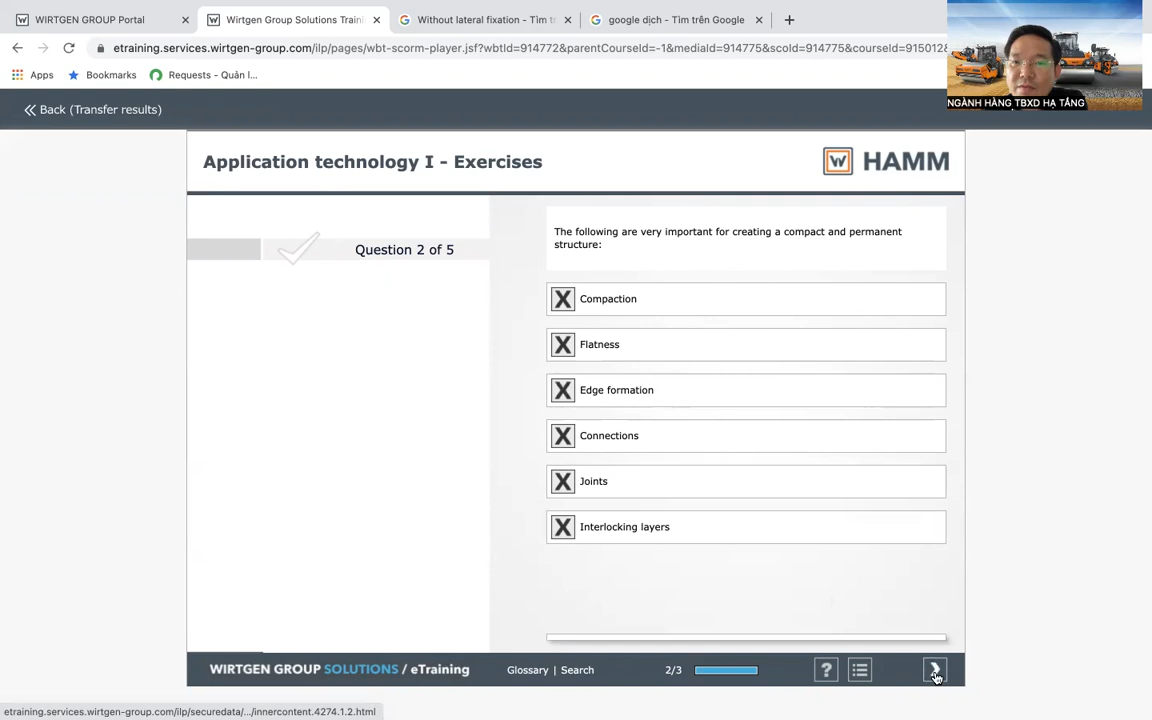 WIRTGEN GROUP Portal
Wirtgen Group Solutions Traini
Without lateral fixation - Tìm tr
google dịch - Tìm trên Google
etraining.services.wirtgen-group.com/ilp/pages/wbt-scorm-player.jsf?wbtId=914772&parentCourseId=-1&mediaId=914775&scoId=914775&courseId=915012&
Apps
Bookmarks
Requests - Quản l...
NGÀNH HÀNG TBXD HẠ TẦNG
Back (Transfer results)
Application technology I - Exercises
HAMM
Question 2 of 5
The following are very important for creating a compact and permanent
structure:
X Compaction
X Flatness
X Edge formation
X Connections
X Joints
X Interlocking layers
WIRTGEN GROUP SOLUTIONS / eTraining
Glossary | Search
2/3
?
etraining.services.wirtgen-group.com/ilp/securedata/.../innercontent.4274.1.2.html